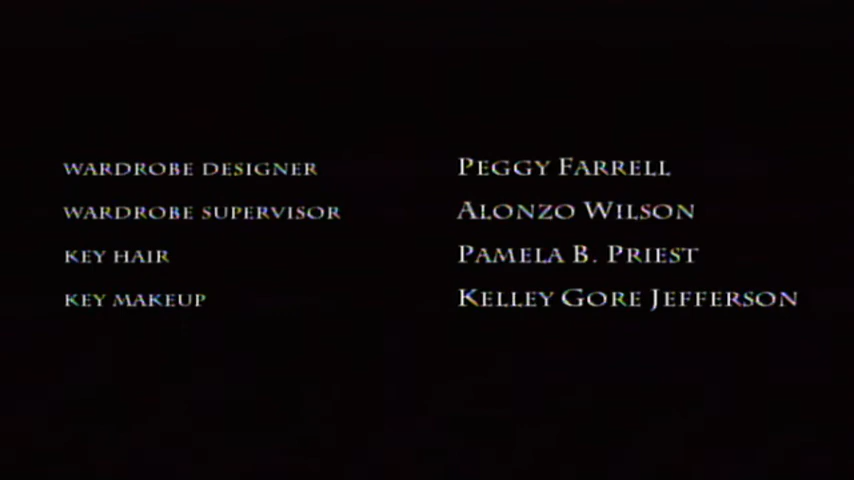 WARDROBE DESIGNER PEGGY FARRELL
WARDROBE SUPERVISOR ALONZO WILSON
KEY HAIR PAMELA B. PRIEST
KEY MAKEUP KELLEY GORE JEFFERSON